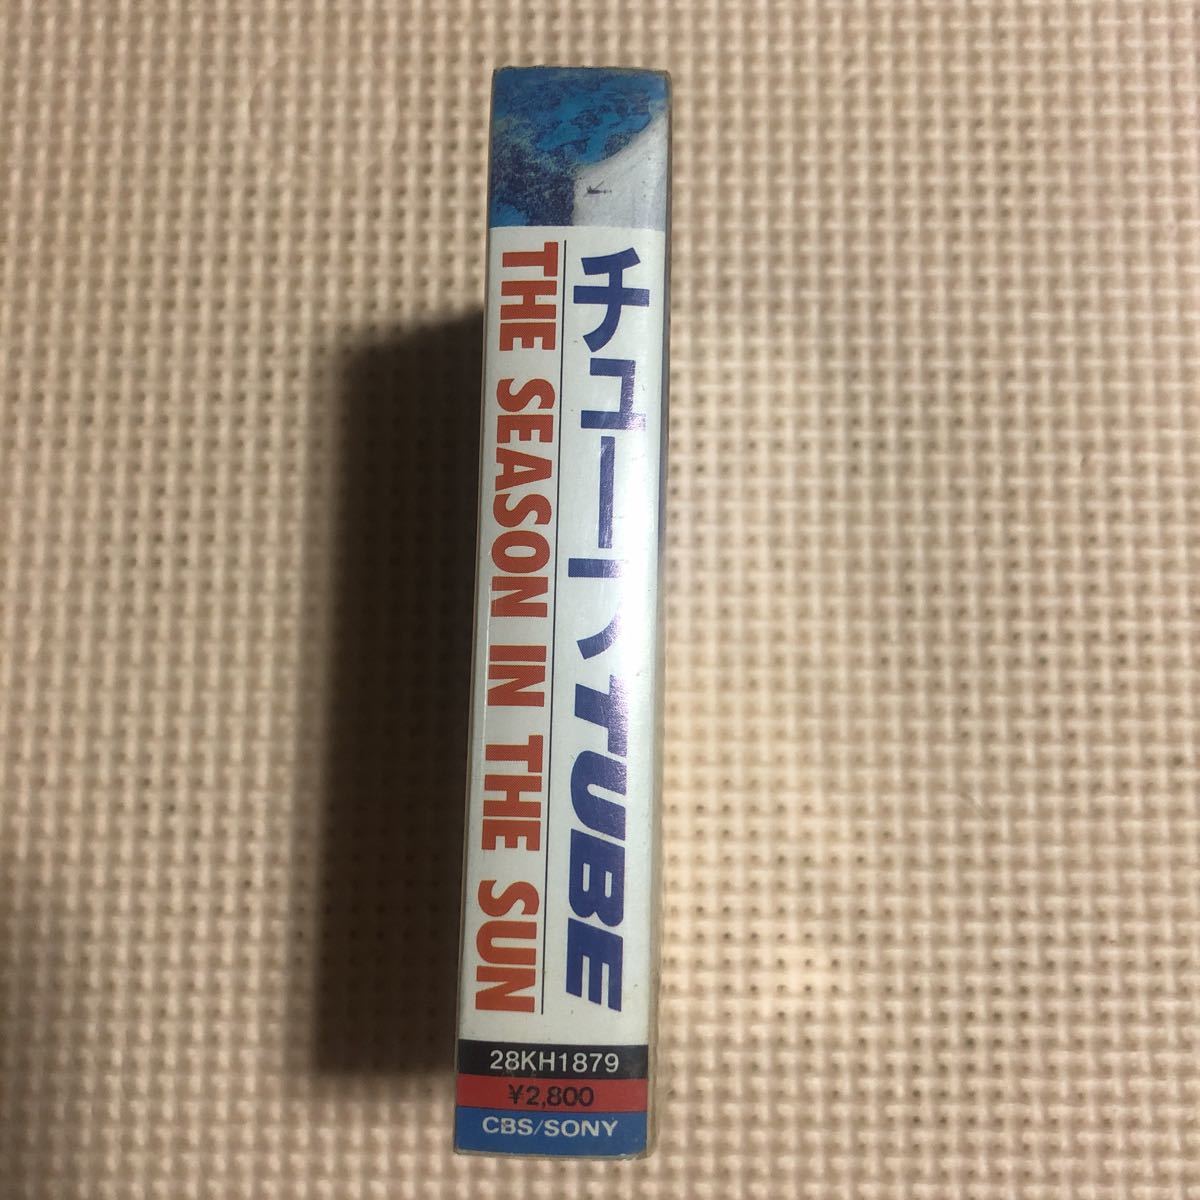 チューブ TUBE
THE SEASON IN THE SUN
28KH1879
¥2,800
CBS/SONY